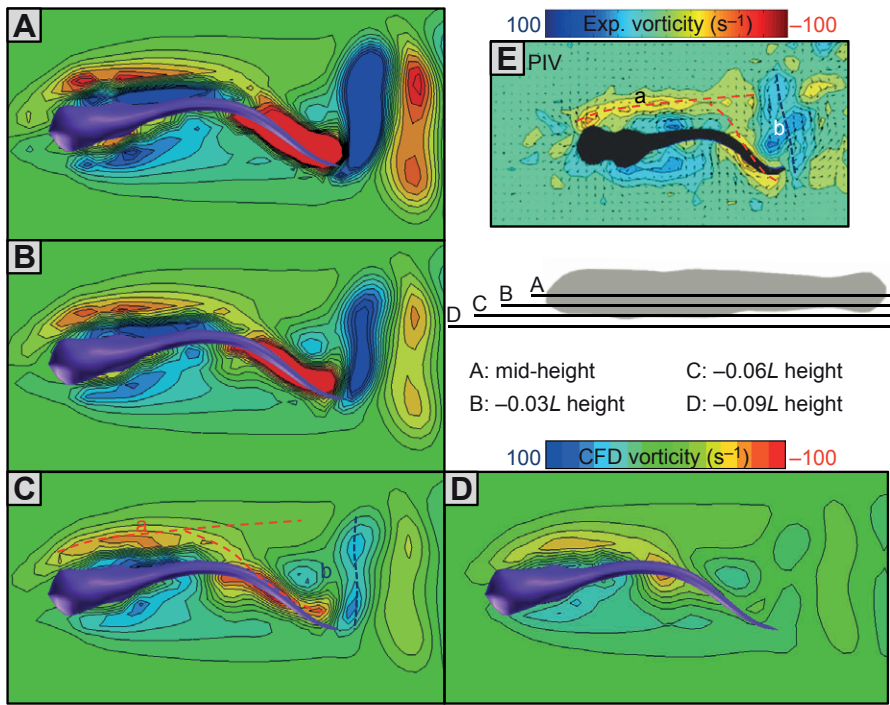 A
100 Exp. vorticity (s⁻¹) –100
E PIV
a
b
B
A
B
C
D
A: mid-height C: –0.06L height
B: –0.03L height D: –0.09L height
100 CFD vorticity (s⁻¹) –100
C
a
b
D